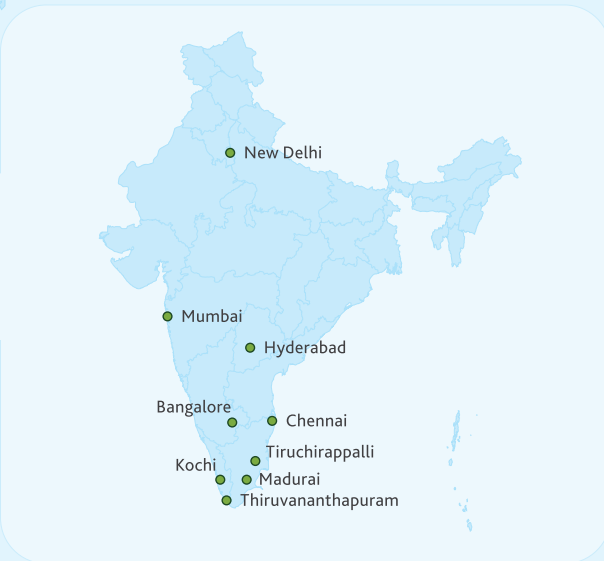 New Delhi
Mumbai
Hyderabad
Bangalore
Chennai
Tiruchirappalli
Kochi
Madurai
Thiruvananthapuram